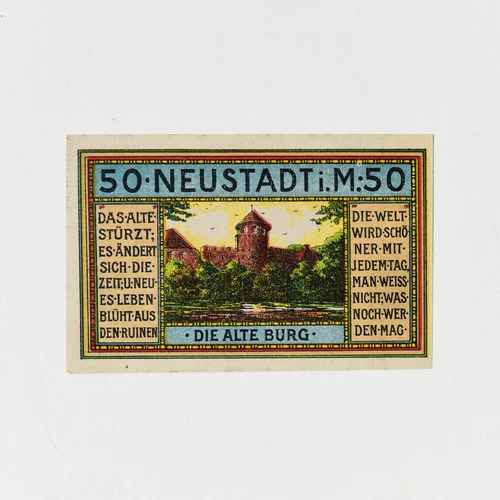 50·NEUSTADT i. M:50
DAS·ALTE·
STÜRZT;
ES·ÄNDERT
SICH·DIE·
ZEIT;U·NEU-
ES·LEBEN·
BLÜHT·AUS
DEN·RUINEN
DIE·WELT·
WIRD·SCHÖ
NER·MIT·
JEDEM·TAG,
MAN·WEISS
NICHT,WAS·
NOCH·WER-
DEN·MAG·
·DIE ALTE BURG·